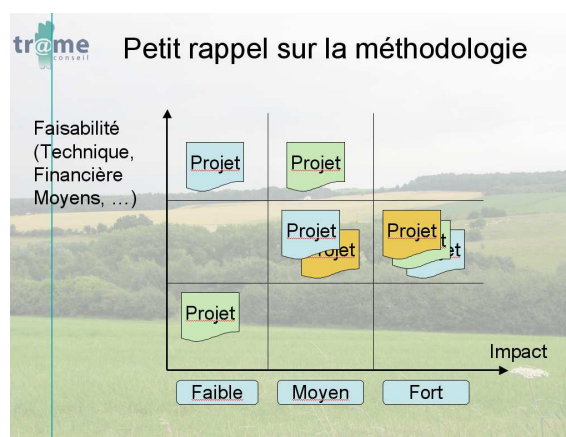 tr@me
conseil
Petit rappel sur la méthodologie
Faisabilité
(Technique,
Financière
Moyens, …)
Projet
Projet
Projet
Projet
Projet
Impact
Faible
Moyen
Fort